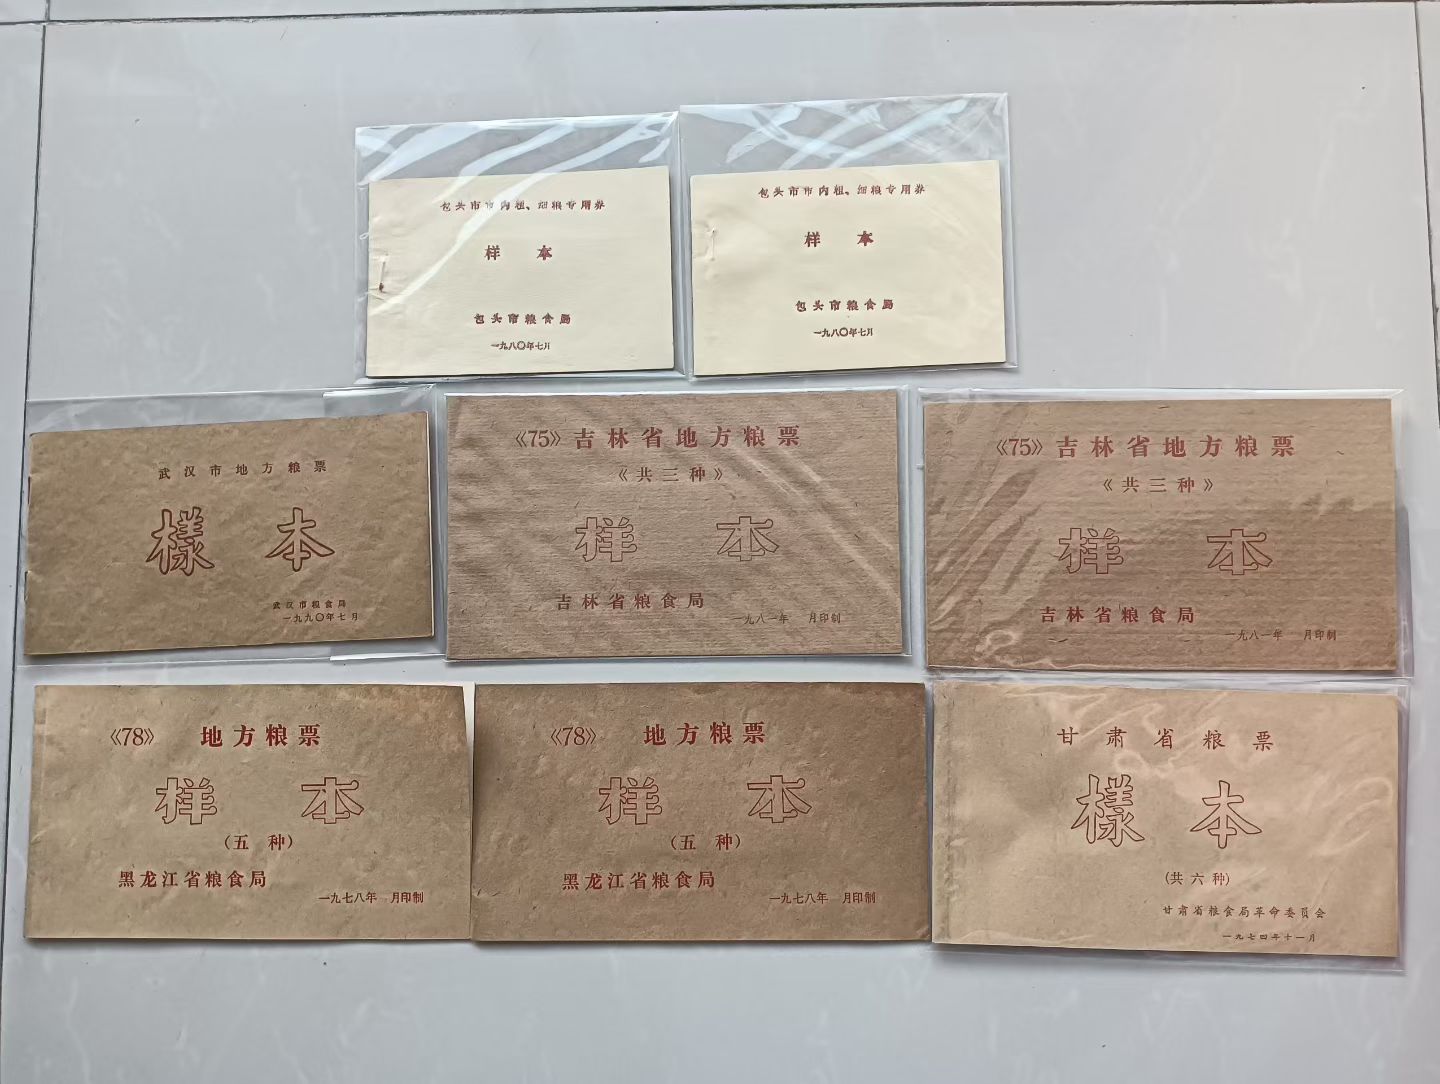 包头市市内粗、细粮专用券
样 本
包头市粮食局
一九八〇年七月
包头市市内粗、细粮专用券
样 本
包头市粮食局
一九八〇年七月
武汉市地方粮票
樣 本
武汉市粮食局
一九九〇年七月
《75》吉林省地方粮票
《共三种》
样 本
吉林省粮食局
一九八一年 月印制
《75》吉林省地方粮票
《共三种》
样 本
吉林省粮食局
一九八一年 月印制
《78》 地方粮票
样 本
(五 种)
黑龙江省粮食局
一九七八年 月印制
《78》 地方粮票
样 本
(五 种)
黑龙江省粮食局
一九七八年 月印制
甘肃省粮票
樣 本
(共六种)
甘肃省粮食局革命委员会
一九七四年十一月